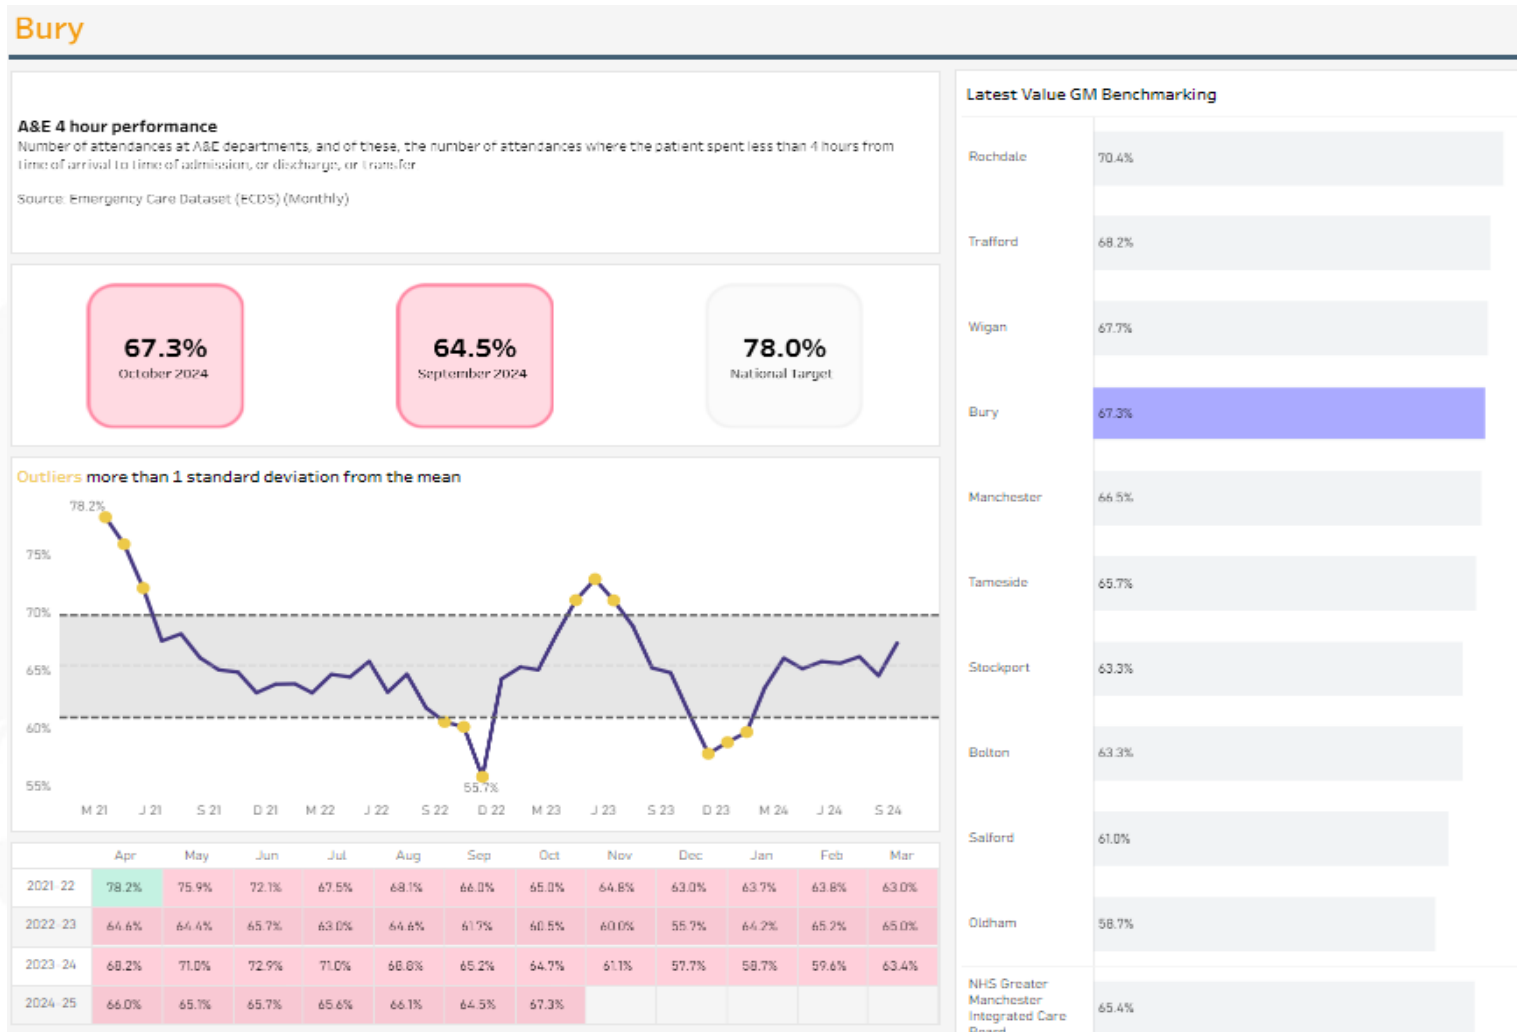 Bury
A&E 4 hour performance
Number of attendances at A&E departments, and of these, the number of attendances where the patient spent less than 4 hours from
time of arrival to time of admission, or discharge, or transfer
Source: Emergency Care Dataset (ECDS) (Monthly)
67.3%
October 2024
64.5%
September 2024
78.0%
National Target
Outliers more than 1 standard deviation from the mean
78.2%
75%
70%
65%
60%
55%
55.7%
M 21 J 21 S 21 D 21 M 22 J 22 S 22 D 22 M 23 J 23 S 23 D 23 M 24 J 24 S 24
Apr May Jun Jul Aug Sep Oct Nov Dec Jan Feb Mar
2021-22 78.2% 75.9% 72.1% 67.5% 68.1% 66.0% 65.0% 64.8% 63.0% 63.7% 63.8% 63.0%
2022-23 64.6% 64.4% 65.7% 63.0% 64.6% 61.7% 60.5% 60.0% 55.7% 64.2% 65.2% 65.0%
2023-24 68.2% 71.0% 72.9% 71.0% 68.8% 65.2% 64.7% 61.1% 57.7% 58.7% 59.6% 63.4%
2024-25 66.0% 65.1% 65.7% 65.6% 66.1% 64.5% 67.3%
Latest Value GM Benchmarking
Rochdale 70.4%
Trafford 68.2%
Wigan 67.7%
Bury 67.3%
Manchester 66.5%
Tameside 65.7%
Stockport 63.3%
Bolton 63.3%
Salford 61.0%
Oldham 58.7%
NHS Greater
Manchester
Integrated Care
Board
65.4%